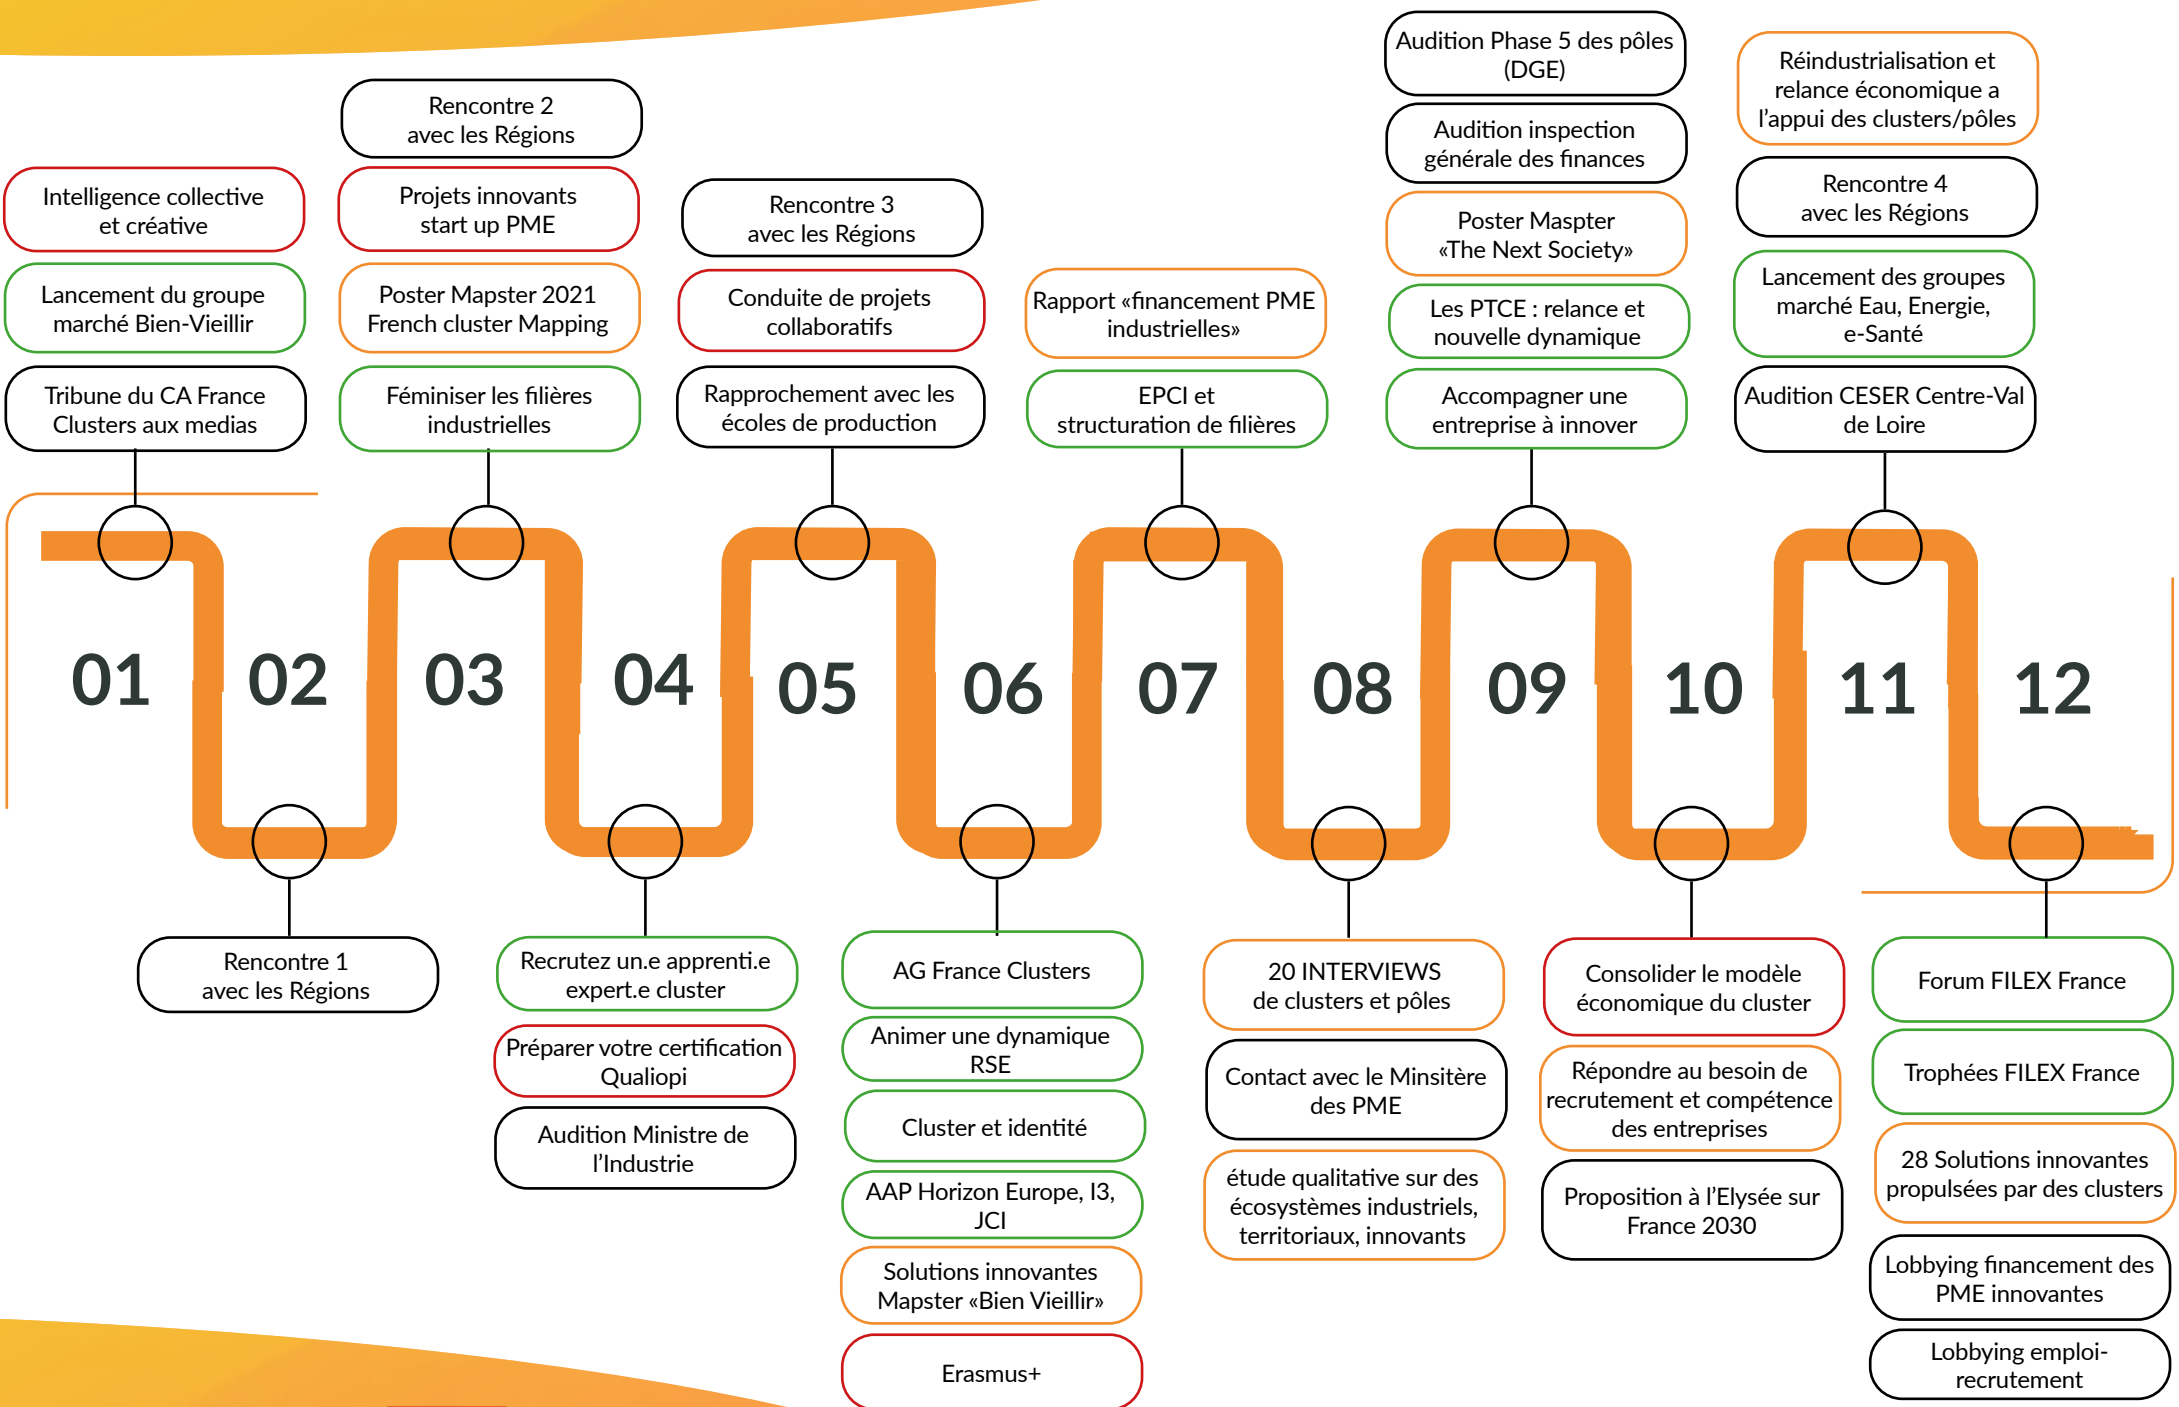 Intelligence collective
et créative
Lancement du groupe
marché Bien-Vieillir
Tribune du CA France
Clusters aux medias
Rencontre 2
avec les Régions
Projets innovants
start up PME
Poster Mapster 2021
French cluster Mapping
Féminiser les filières
industrielles
Rencontre 3
avec les Régions
Conduite de projets
collaboratifs
Rapprochement avec les
écoles de production
Rapport «financement PME
industrielles»
EPCI et
structuration de filières
Audition Phase 5 des pôles
(DGE)
Audition inspection
générale des finances
Poster Maspter
«The Next Society»
Les PTCE : relance et
nouvelle dynamique
Accompagner une
entreprise à innover
Réindustrialisation et
relance économique a
l’appui des clusters/pôles
Rencontre 4
avec les Régions
Lancement des groupes
marché Eau, Energie,
e-Santé
Audition CESER Centre-Val
de Loire
01
02
03
04
05
06
07
08
09
10
11
12
Rencontre 1
avec les Régions
Recrutez un.e apprenti.e
expert.e cluster
Préparer votre certification
Qualiopi
Audition Ministre de
l’Industrie
AG France Clusters
Animer une dynamique
RSE
Cluster et identité
AAP Horizon Europe, I3,
JCI
Solutions innovantes
Mapster «Bien Vieillir»
Erasmus+
20 INTERVIEWS
de clusters et pôles
Contact avec le Minsitère
des PME
étude qualitative sur des
écosystèmes industriels,
territoriaux, innovants
Consolider le modèle
économique du cluster
Répondre au besoin de
recrutement et compétence
des entreprises
Proposition à l’Elysée sur
France 2030
Forum FILEX France
Trophées FILEX France
28 Solutions innovantes
propulsées par des clusters
Lobbying financement des
PME innovantes
Lobbying emploi-
recrutement